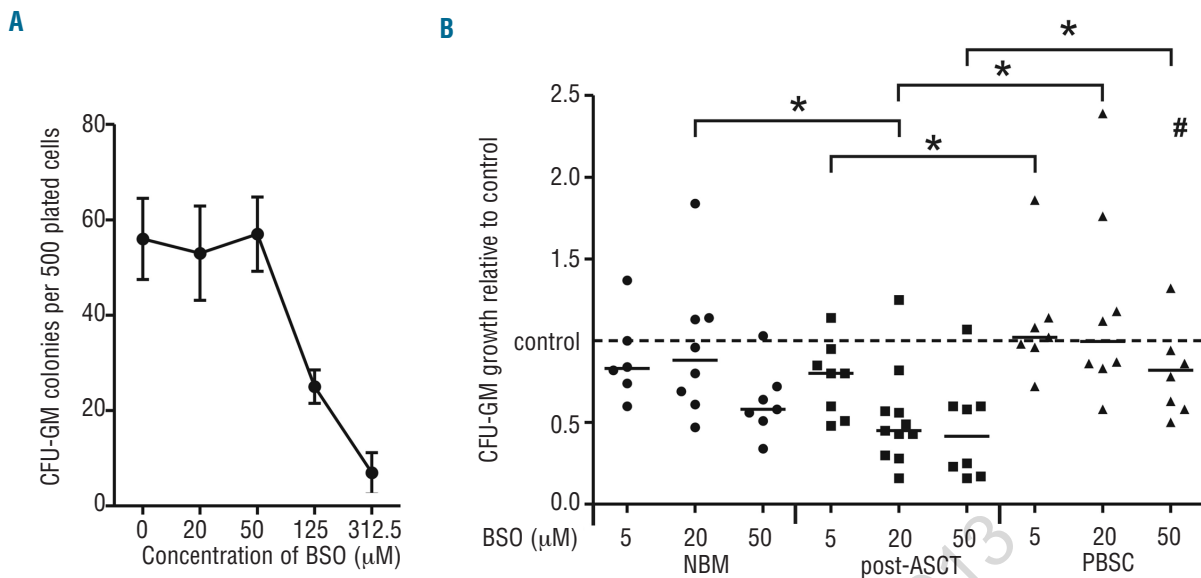 A
CFU-GM colonies per 500 plated cells
80
60
40
20
0
0 20 50 125 312.5
Concentration of BSO (μM)
B
CFU-GM growth relative to control
2.5
2.0
1.5
control
0.5
0.0
*
*
*
*
#
BSO (μM) 5 20 50 5 20 50 5 20 50
NBM post-ASCT PBSC